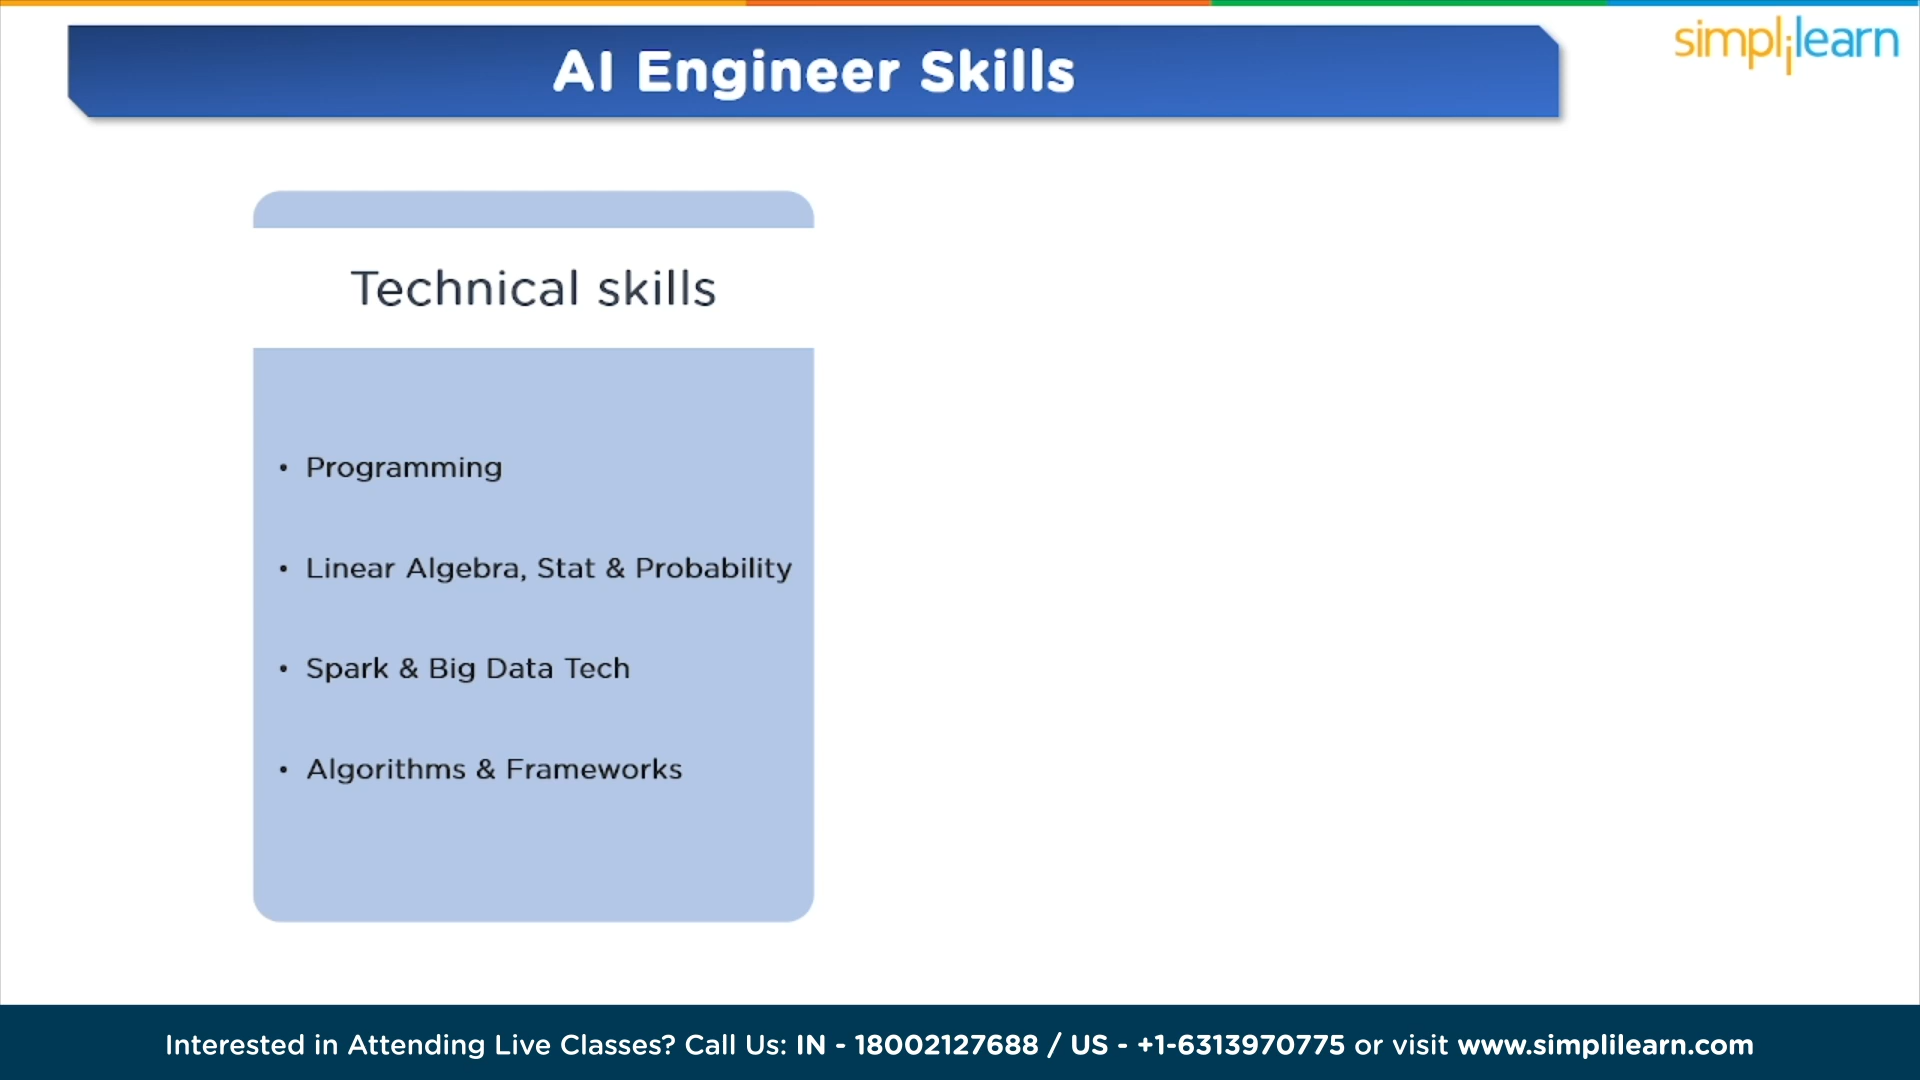 AI Engineer Skills
simplilearn
Technical skills
• Programming
• Linear Algebra, Stat & Probability
• Spark & Big Data Tech
• Algorithms & Frameworks
Interested in Attending Live Classes? Call Us: IN - 18002127688 / US - +1-6313970775 or visit www.simplilearn.com